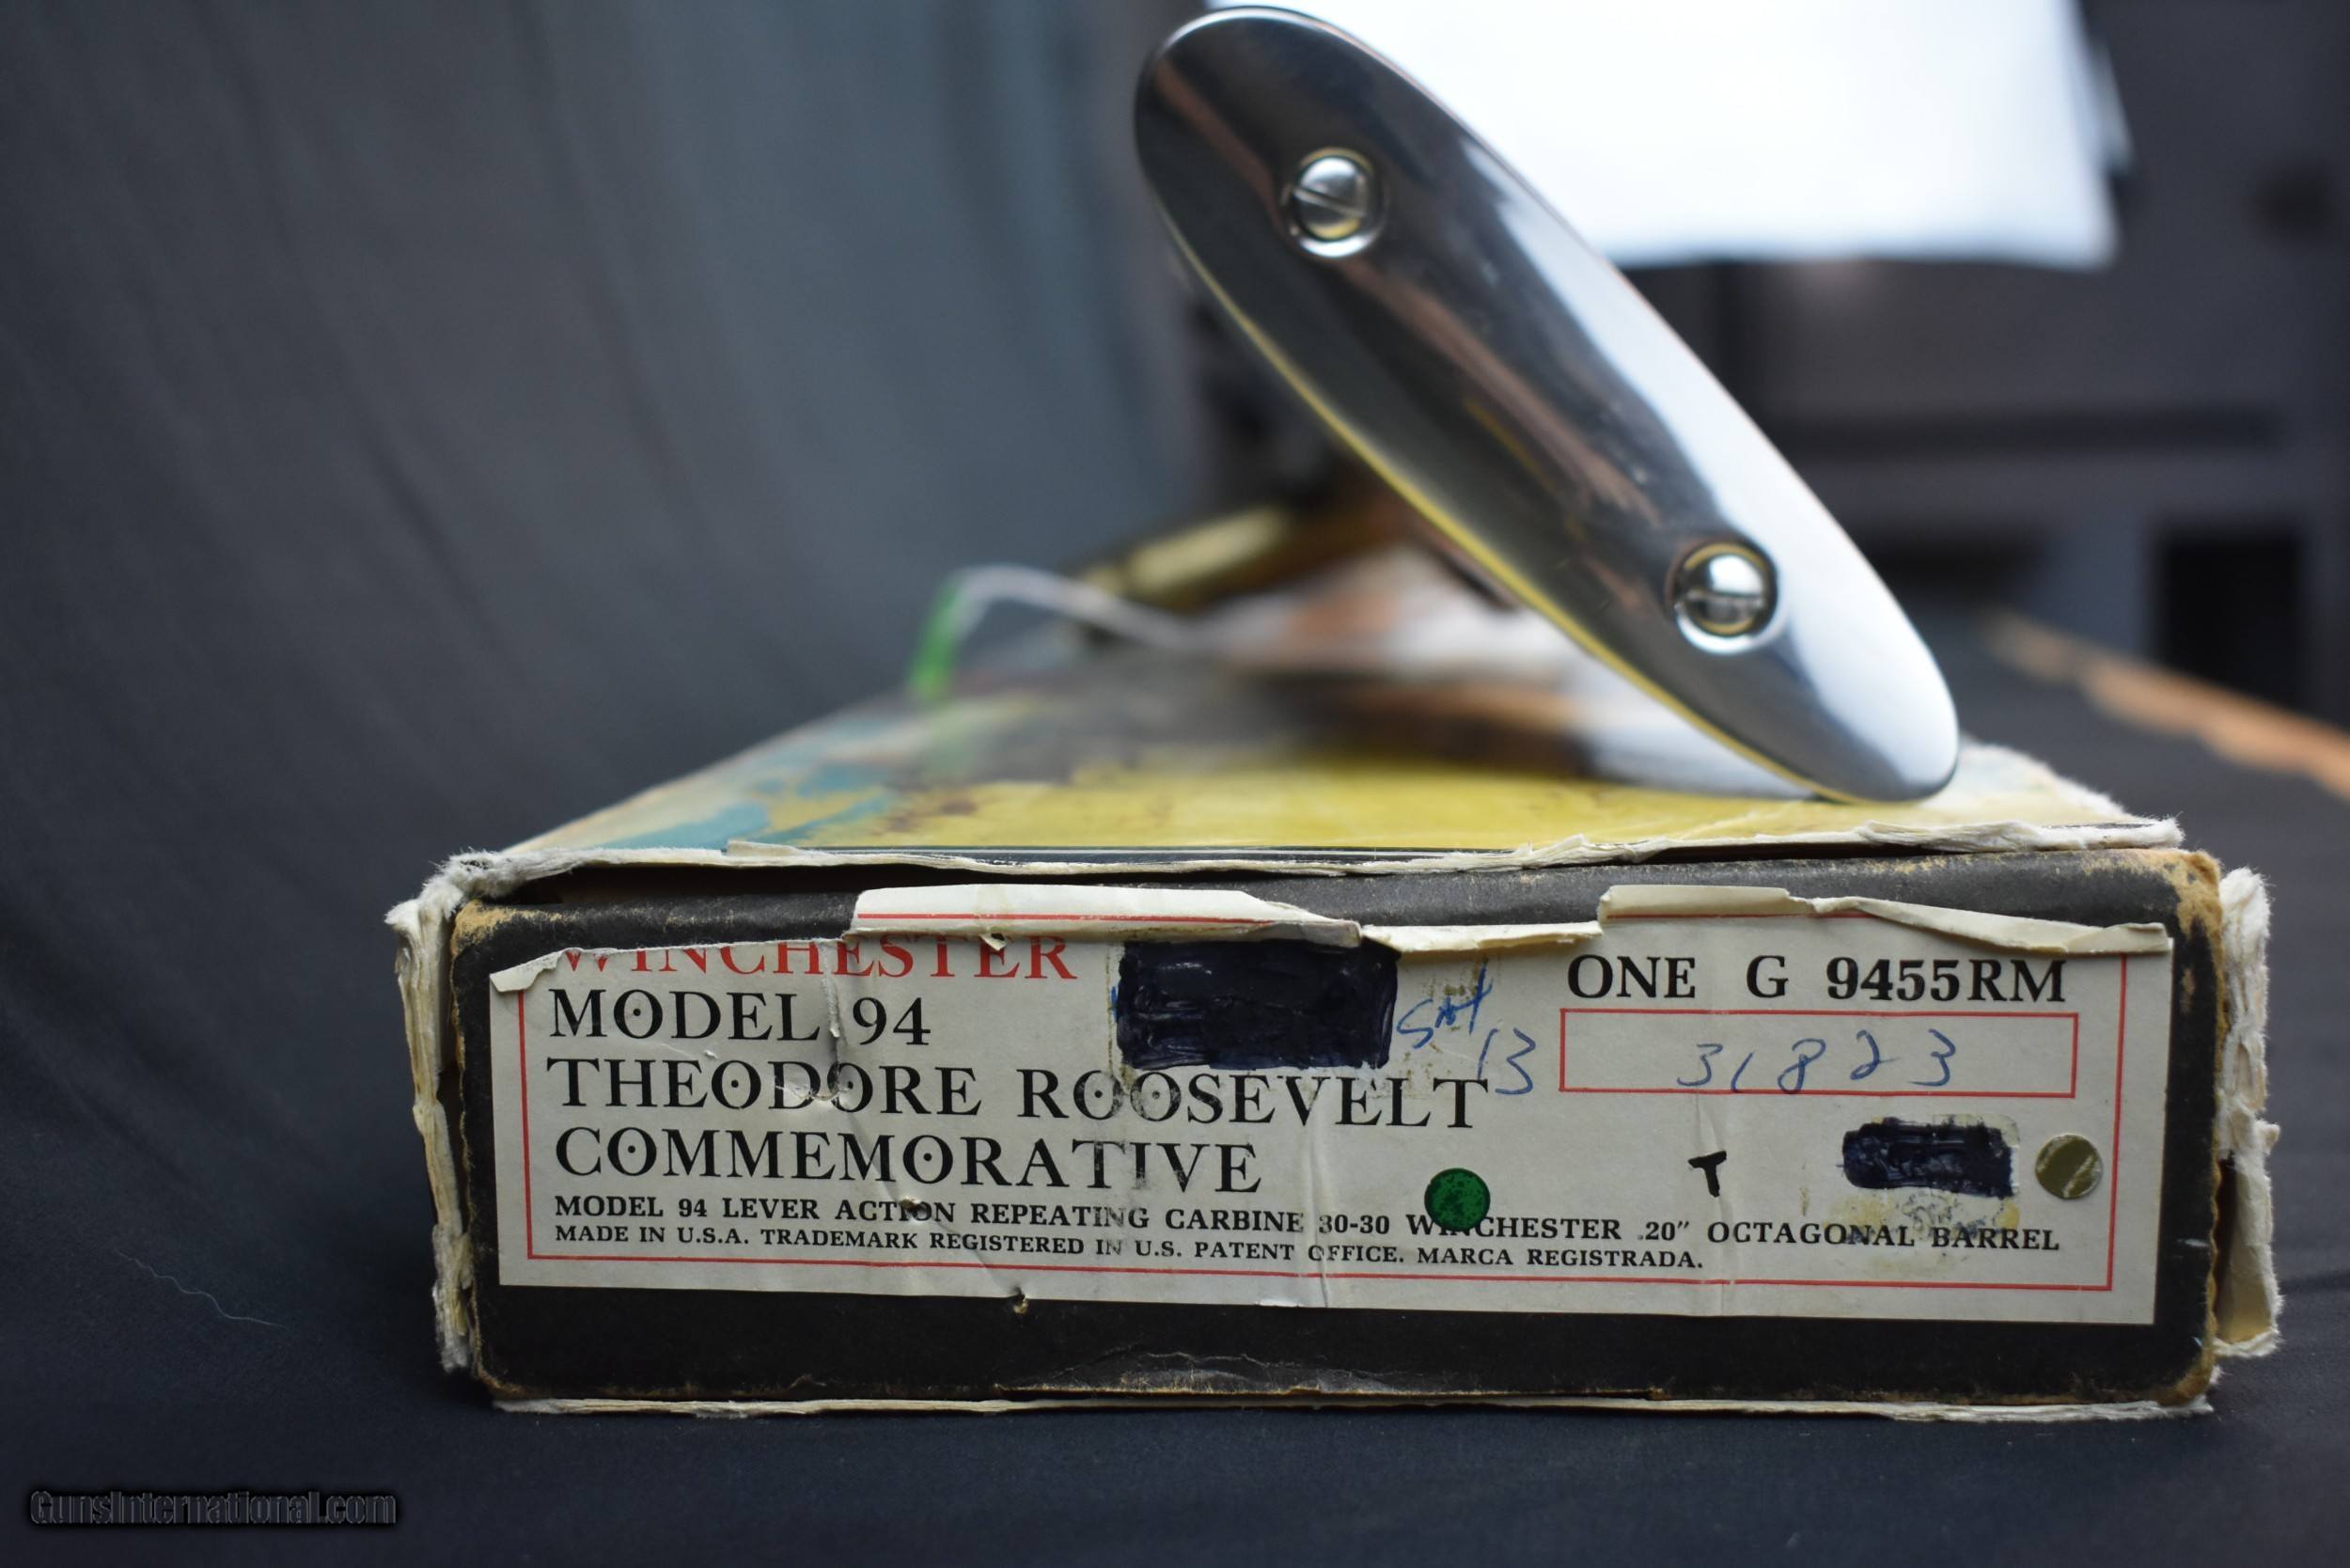 WINCHESTER
MODEL 94
THEODORE ROOSEVELT
COMMEMORATIVE
MODEL 94 LEVER ACTION REPEATING CARBINE 30-30 WINCHESTER .20" OCTAGONAL BARREL
MADE IN U.S.A. TRADEMARK REGISTERED IN U.S. PATENT OFFICE. MARCA REGISTRADA.
13
ONE G 9455RM
31823
T
GunsInternational.com